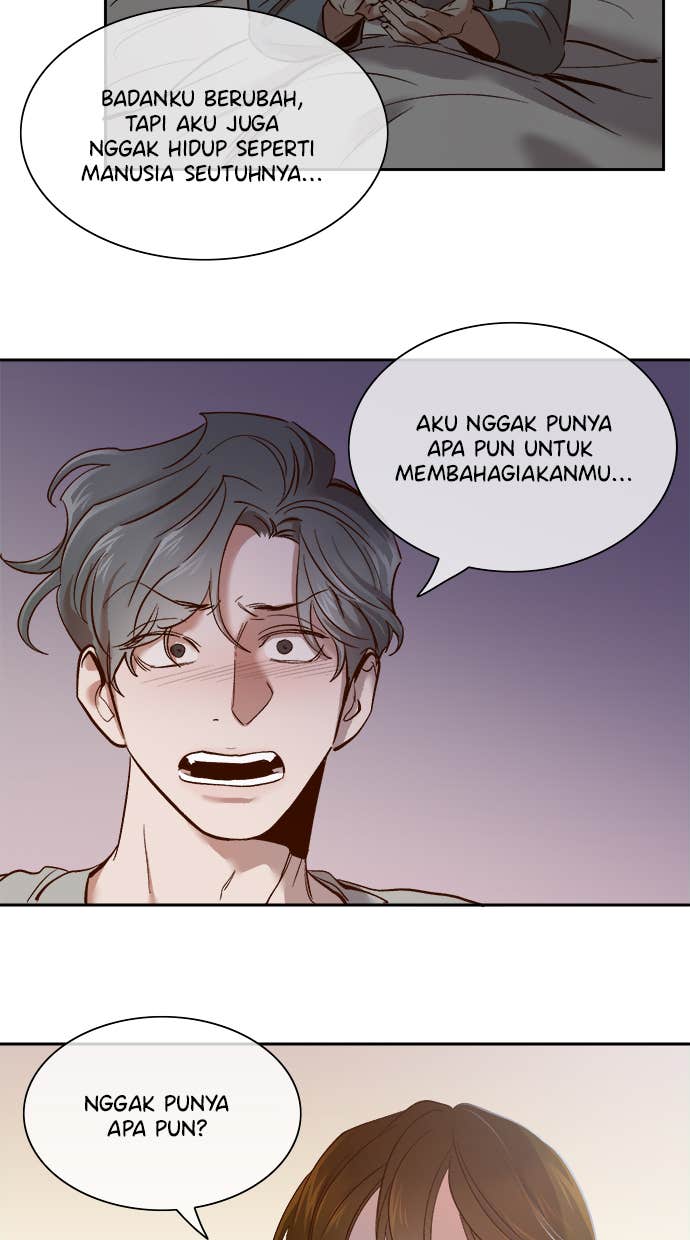 BADANKU BERUBAH,
TAPI AKU JUGA
NGGAK HIDUP SEPERTI
MANUSIA SEUTUHNYA...
AKU NGGAK PUNYA
APA PUN UNTUK
MEMBAHAGIAKANMU...
NGGAK PUNYA
APA PUN?